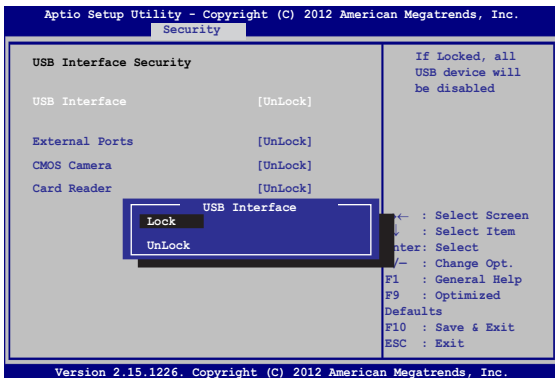 Aptio Setup Utility - Copyright (C) 2012 American Megatrends, Inc.
Security
USB Interface Security
USB Interface [UnLock]
External Ports [UnLock]
CMOS Camera [UnLock]
Card Reader [UnLock]
USB Interface
Lock
UnLock
If Locked, all
USB device will
be disabled
← : Select Screen
↓ : Select Item
nter: Select
/— : Change Opt.
F1 : General Help
F9 : Optimized
Defaults
F10 : Save & Exit
ESC : Exit
Version 2.15.1226. Copyright (C) 2012 American Megatrends, Inc.